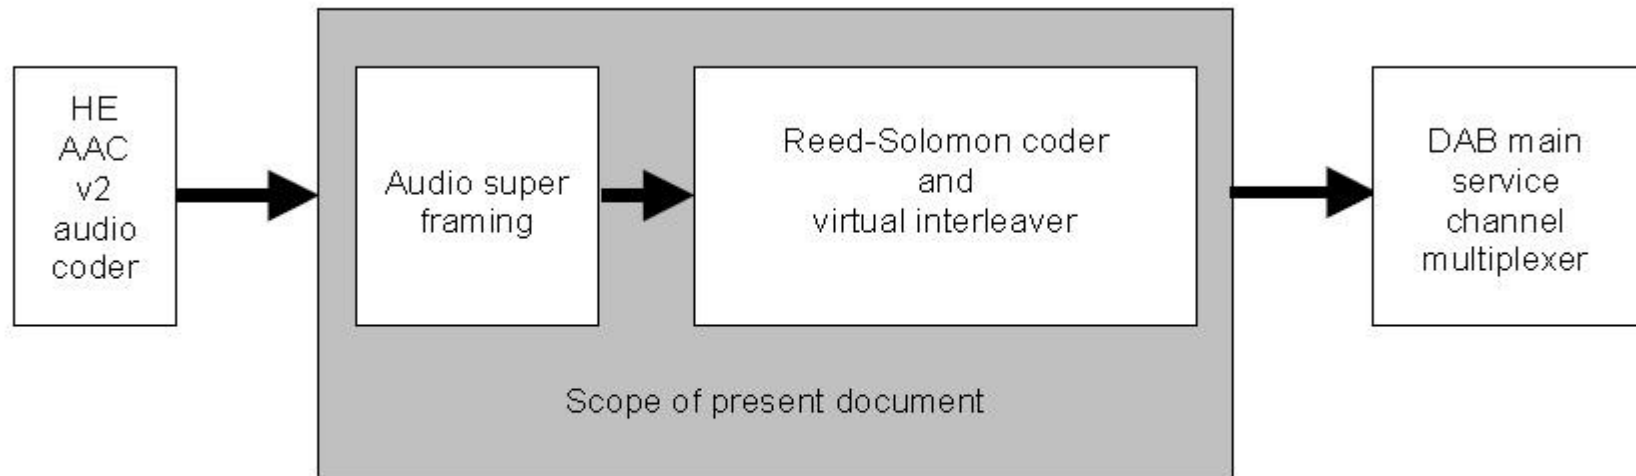 HE
AAC
v2
audio
coder
Audio super
framing
Reed-Solomon coder
and
virtual interleaver
DAB main
service
channel
multiplexer
Scope of present document